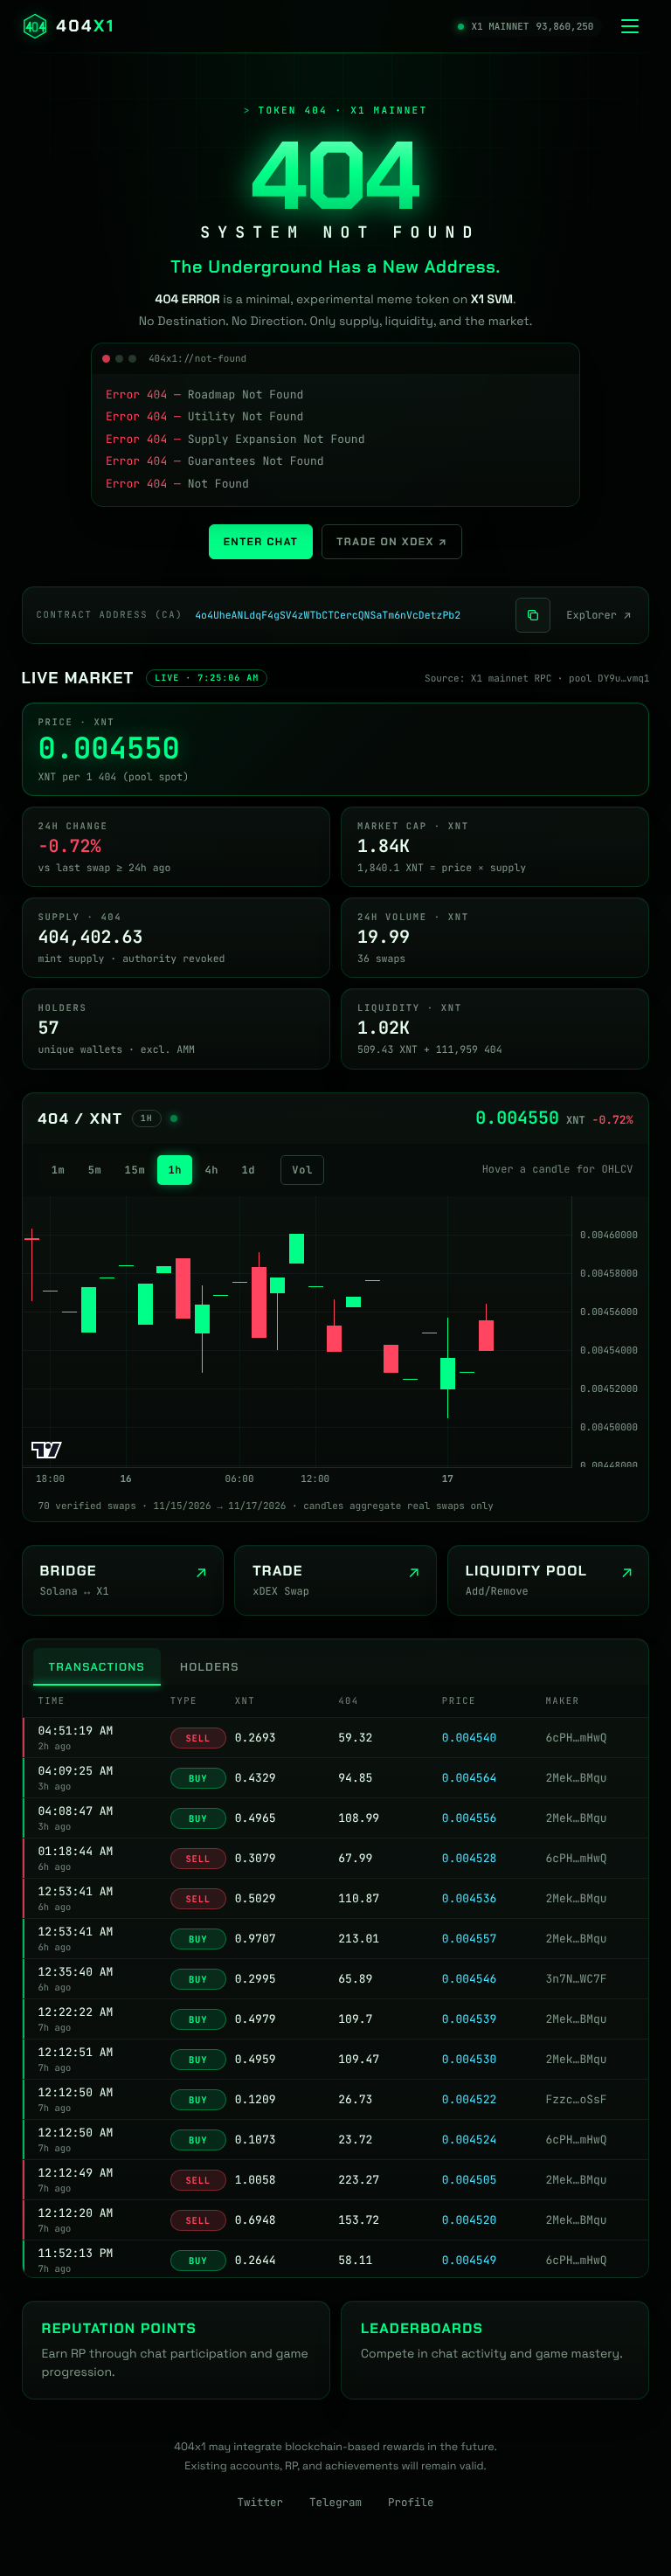 404 404X1
X1 MAINNET 93,860,250
> TOKEN 404 · X1 MAINNET
404
SYSTEM NOT FOUND
The Underground Has a New Address.
404 ERROR is a minimal, experimental meme token on X1 SVM.
No Destination. No Direction. Only supply, liquidity, and the market.
404x1://not-found
Error 404 — Roadmap Not Found
Error 404 — Utility Not Found
Error 404 — Supply Expansion Not Found
Error 404 — Guarantees Not Found
Error 404 — Not Found
ENTER CHAT
TRADE ON XDEX ↗
CONTRACT ADDRESS (CA) 4o4UheANLdqF4gSV4zWTbCTCercQNSaTm6nVcDetzPb2 Explorer ↗
LIVE MARKET LIVE · 7:25:06 AM Source: X1 mainnet RPC · pool DY9u…vmq1
PRICE · XNT
0.004550
XNT per 1 404 (pool spot)
24H CHANGE
-0.72%
vs last swap ≥ 24h ago
MARKET CAP · XNT
1.84K
1,840.1 XNT = price × supply
SUPPLY · 404
404,402.63
mint supply · authority revoked
24H VOLUME · XNT
19.99
36 swaps
HOLDERS
57
unique wallets · excl. AMM
LIQUIDITY · XNT
1.02K
509.43 XNT + 111,959 404
404 / XNT 1H 0.004550 XNT -0.72%
1m 5m 15m 1h 4h 1d Vol Hover a candle for OHLCV
0.00460000
0.00458000
0.00456000
0.00454000
0.00452000
0.00450000
0.00448000
18:00 16 06:00 12:00 17
70 verified swaps · 11/15/2026 → 11/17/2026 · candles aggregate real swaps only
BRIDGE ↗
Solana ↔ X1
TRADE ↗
xDEX Swap
LIQUIDITY POOL ↗
Add/Remove
TRANSACTIONS HOLDERS
TIME TYPE XNT 404 PRICE MAKER
04:51:19 AM SELL 0.2693 59.32 0.004540 6cPH…mHwQ
2h ago
04:09:25 AM BUY 0.4329 94.85 0.004564 2Mek…BMqu
3h ago
04:08:47 AM BUY 0.4965 108.99 0.004556 2Mek…BMqu
3h ago
01:18:44 AM SELL 0.3079 67.99 0.004528 6cPH…mHwQ
6h ago
12:53:41 AM SELL 0.5029 110.87 0.004536 2Mek…BMqu
6h ago
12:53:41 AM BUY 0.9707 213.01 0.004557 2Mek…BMqu
6h ago
12:35:40 AM BUY 0.2995 65.89 0.004546 3n7N…WC7F
6h ago
12:22:22 AM BUY 0.4979 109.7 0.004539 2Mek…BMqu
7h ago
12:12:51 AM BUY 0.4959 109.47 0.004530 2Mek…BMqu
7h ago
12:12:50 AM BUY 0.1209 26.73 0.004522 Fzzc…oSsF
7h ago
12:12:50 AM BUY 0.1073 23.72 0.004524 6cPH…mHwQ
7h ago
12:12:49 AM SELL 1.0058 223.27 0.004505 2Mek…BMqu
7h ago
12:12:20 AM SELL 0.6948 153.72 0.004520 2Mek…BMqu
7h ago
11:52:13 PM BUY 0.2644 58.11 0.004549 6cPH…mHwQ
7h ago
REPUTATION POINTS
Earn RP through chat participation and game
progression.
LEADERBOARDS
Compete in chat activity and game mastery.
404x1 may integrate blockchain-based rewards in the future.
Existing accounts, RP, and achievements will remain valid.
Twitter Telegram Profile